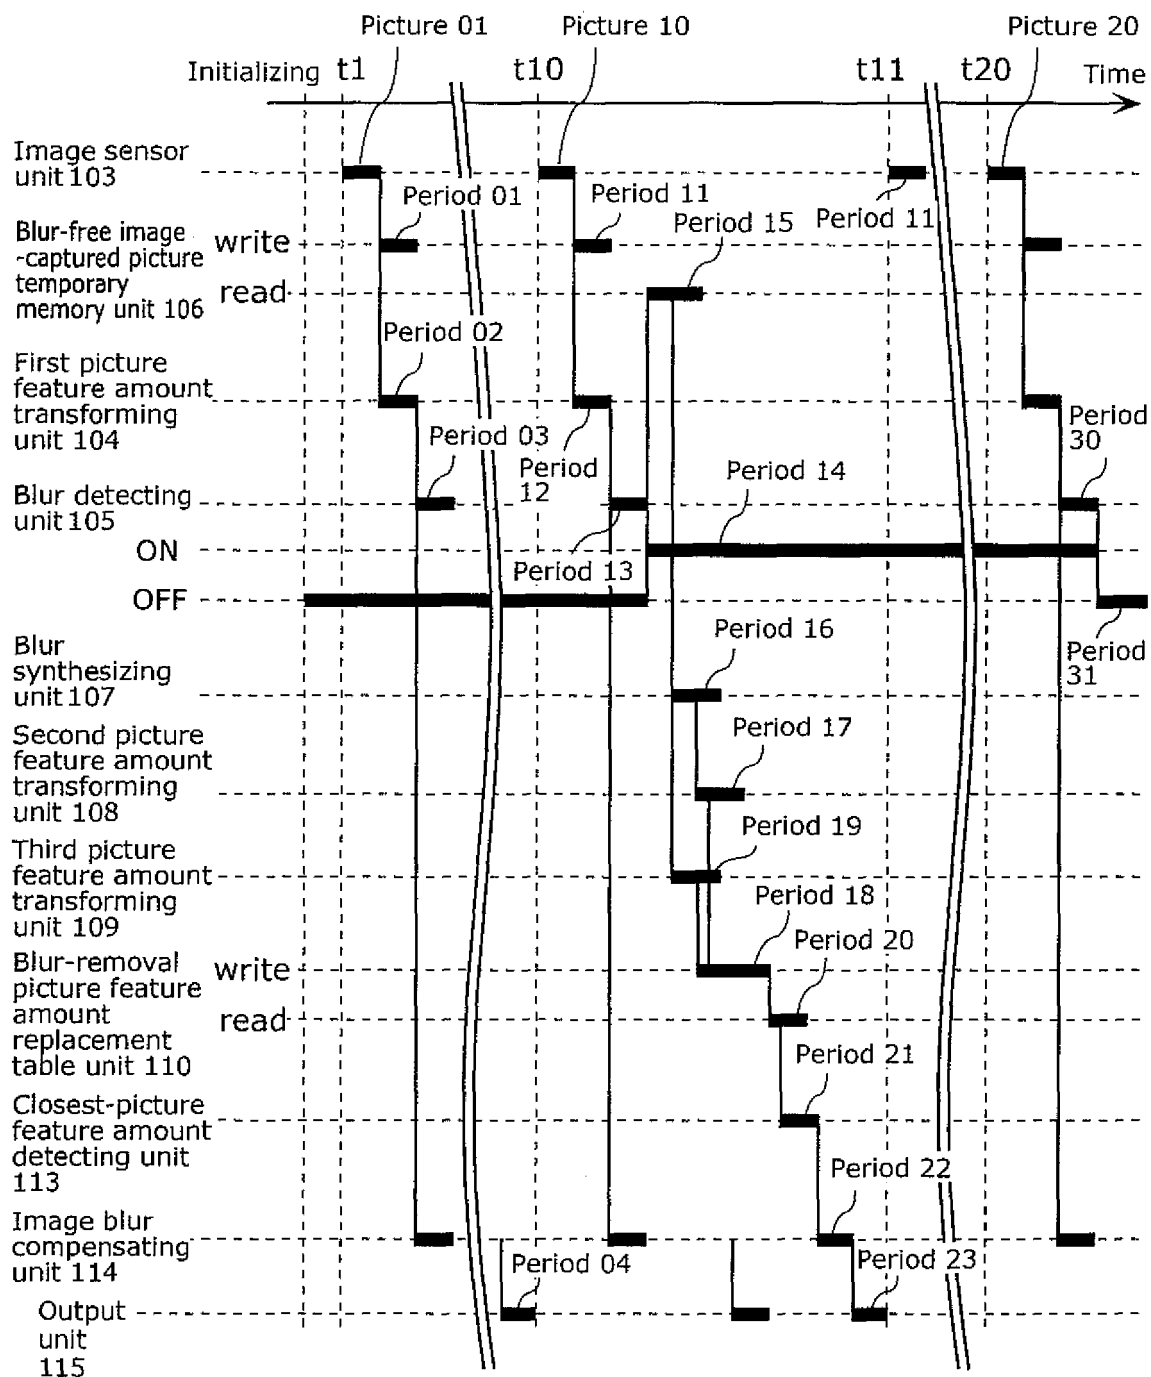 Picture 01
Picture 10
Picture 20
Initializing
t1
t10
t11
t20
Time
Image sensor
unit 103
Period 01
Period 11
Period 15
Period 11
Blur-free image
-captured picture
temporary
memory unit 106
write
read
Period 02
First picture
feature amount
transforming
unit 104
Period 03
Period
12
Period
30
Blur detecting
unit 105
Period 14
ON
Period 13
OFF
Period 16
Period
31
Blur
synthesizing
unit 107
Second picture
feature amount
transforming
unit 108
Period 17
Third picture
feature amount
transforming
unit 109
Period 19
Period 18
Blur-removal
picture feature
amount
replacement
table unit 110
write
read
Period 20
Period 21
Closest-picture
feature amount
detecting unit
113
Period 22
Image blur
compensating
unit 114
Period 04
Period 23
Output
unit
115